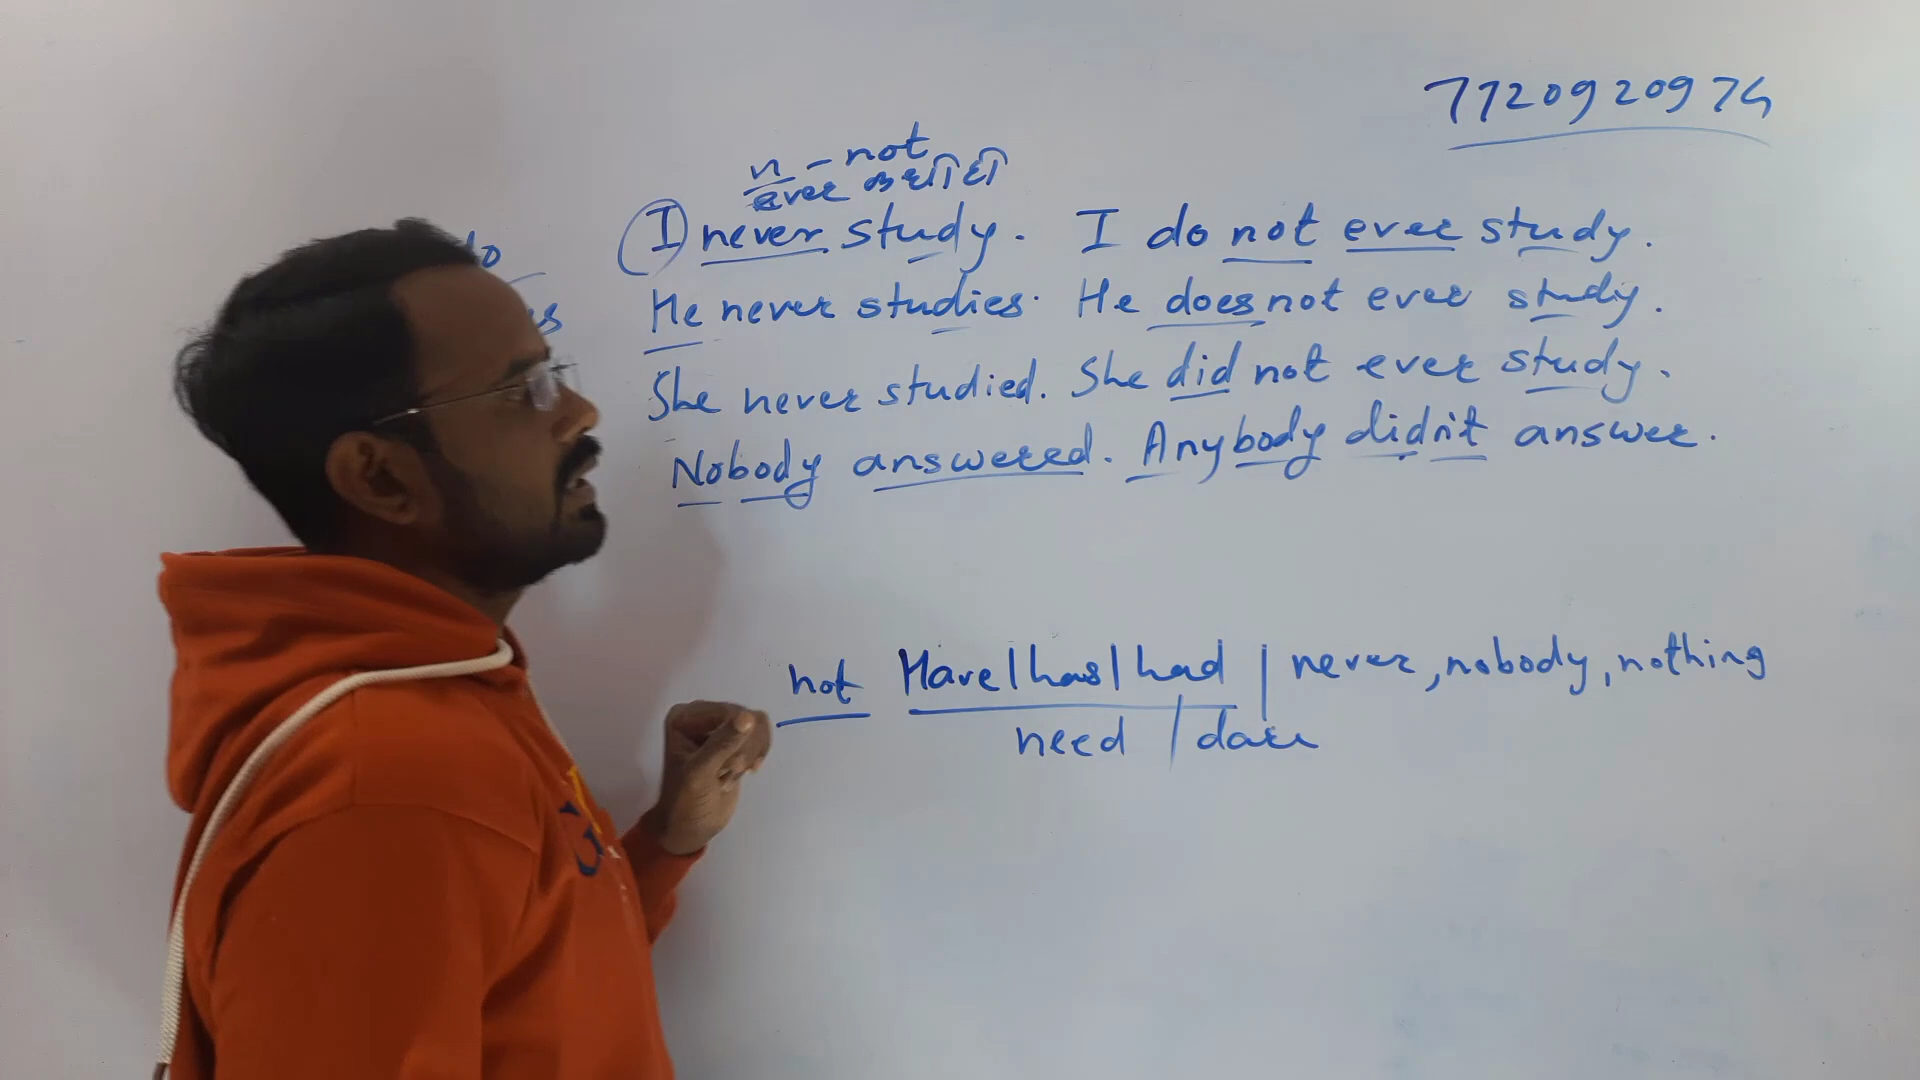 7720920974
n - not
ever कधीही
do
I never study. I do not ever study.
He never studies. He does not ever study.
She never studied. She did not ever study.
Nobody answered. Anybody didn't answer.
not Have/has/had | never, nobody, nothing
need / dare
G